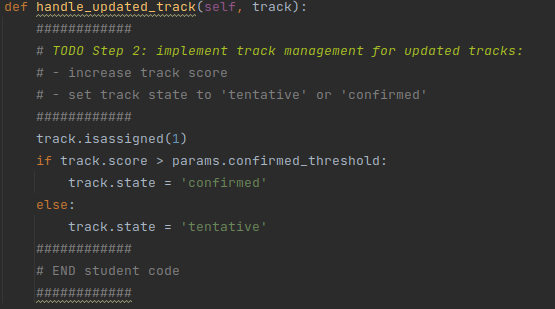 def handle_updated_track(self, track):
    ############
    # TODO Step 2: implement track management for updated tracks:
    # - increase track score
    # - set track state to 'tentative' or 'confirmed'
    ############
    track.isassigned(1)
    if track.score > params.confirmed_threshold:
        track.state = 'confirmed'
    else:
        track.state = 'tentative'
    ############
    # END student code
    ############